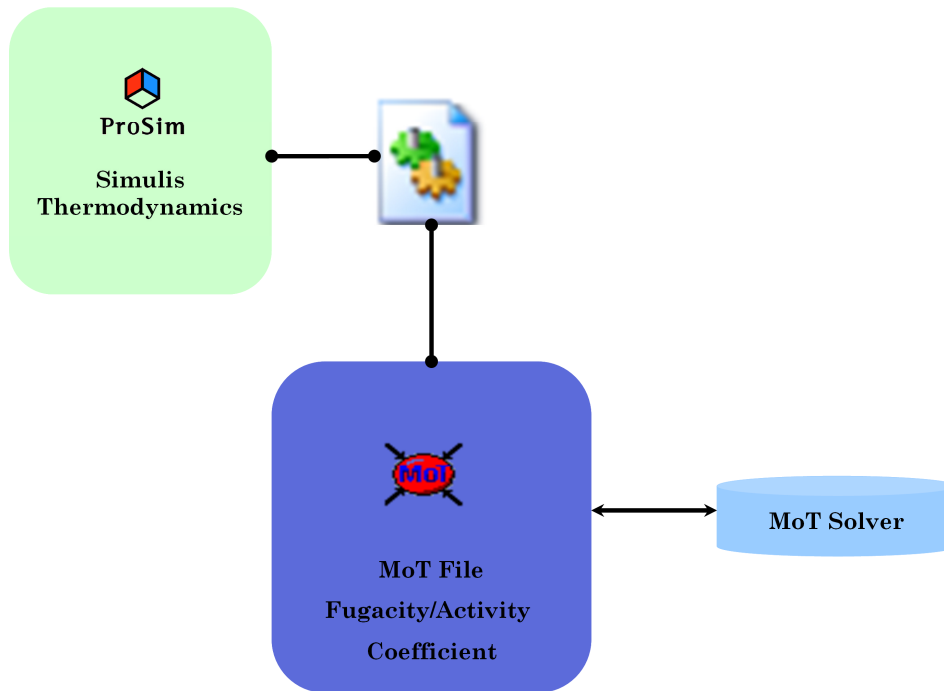 ProSim
Simulis
Thermodynamics
MoT
MoT File
Fugacity/Activity
Coefficient
MoT Solver